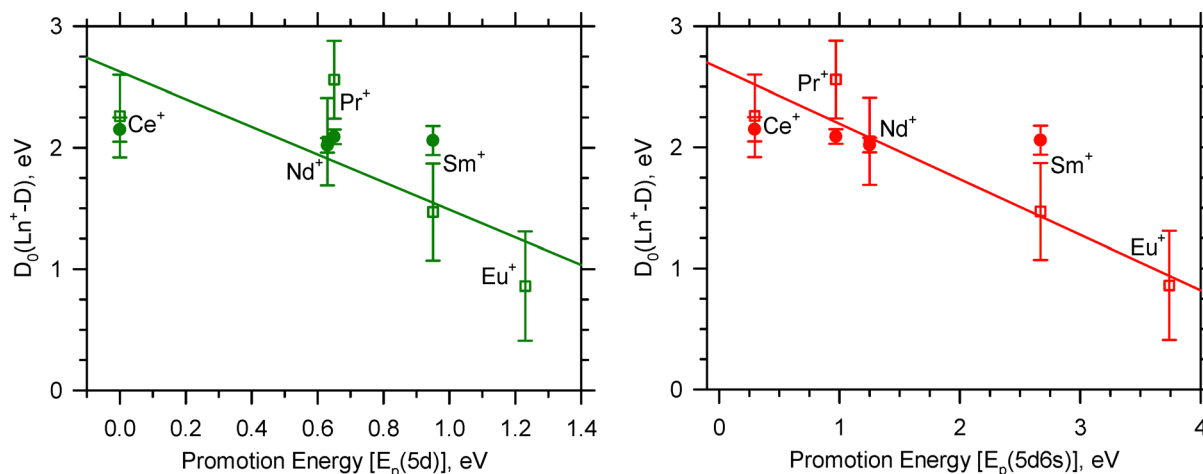 3
2
1
0
D₀(Ln⁺-D), eV
Ce⁺
Nd⁺
Pr⁺
Sm⁺
Eu⁺
0.0 0.2 0.4 0.6 0.8 1.0 1.2 1.4
Promotion Energy [Eₚ(5d)], eV
3
2
1
0
D₀(Ln⁺-D), eV
Ce⁺
Pr⁺
Nd⁺
Sm⁺
Eu⁺
0 1 2 3 4
Promotion Energy [Eₚ(5d6s)], eV